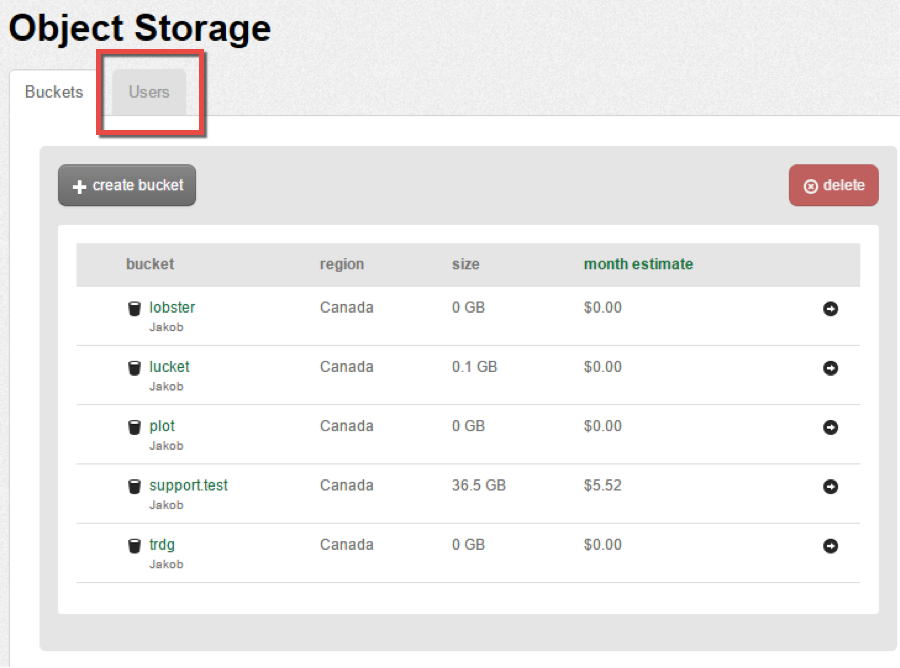 Object Storage
Buckets Users
create bucket delete
bucket region size month estimate
lobster Canada 0 GB $0.00
Jakob
lucket Canada 0.1 GB $0.00
Jakob
plot Canada 0 GB $0.00
Jakob
support.test Canada 36.5 GB $5.52
Jakob
trdg Canada 0 GB $0.00
Jakob